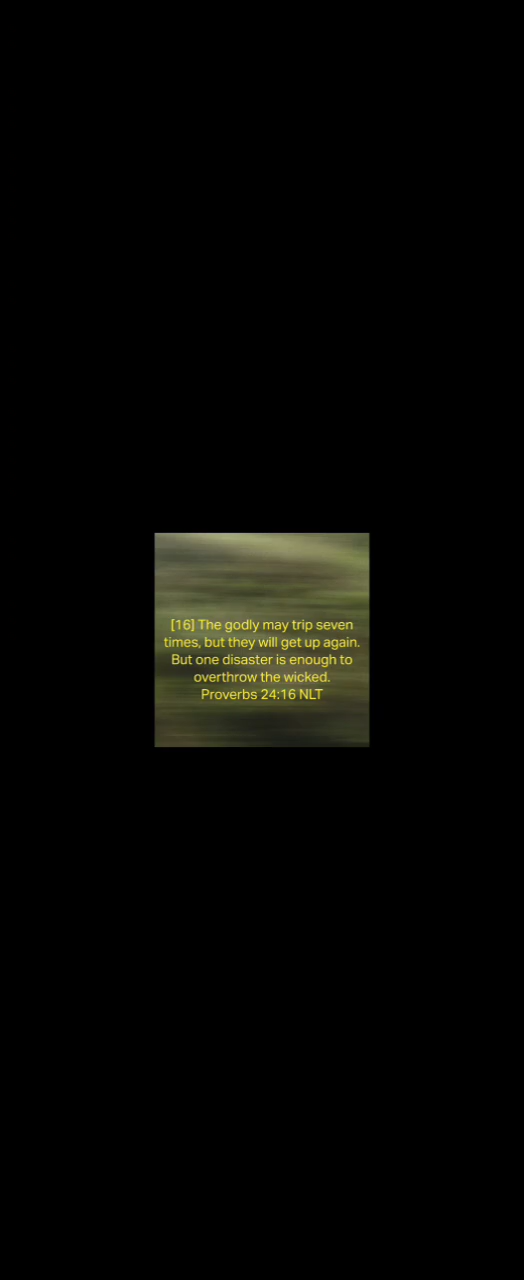 [16] The godly may trip seven
times, but they will get up again.
But one disaster is enough to
overthrow the wicked.
Proverbs 24:16 NLT